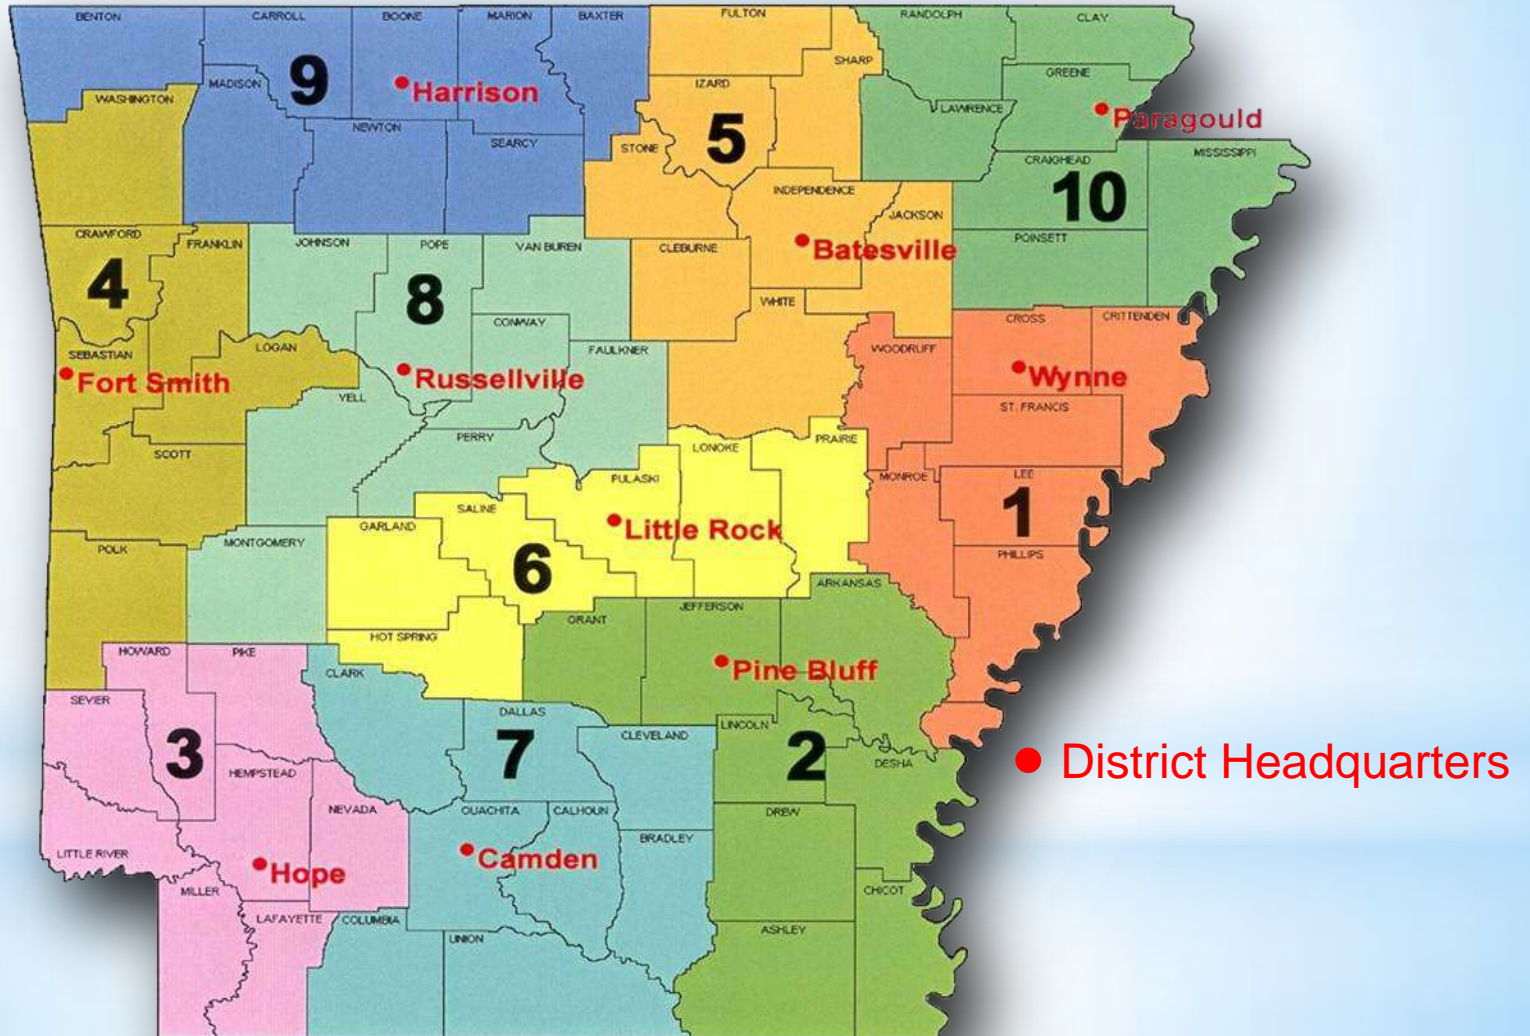 BENTON
CARROLL
BOONE
MARION
BAXTER
FULTON
RANDOLPH
CLAY
SHARP
GREENE
MADISON
9
Harrison
IZARD
WASHINGTON
LAWRENCE
Paragould
NEWTON
SEARCY
5
STONE
MISSISSIPPI
CRAIGHEAD
10
INDEPENDENCE
JACKSON
CRAWFORD
FRANKLIN
JOHNSON
POPE
VAN BUREN
CLEBURNE
Batesville
POINSETT
4
8
WHITE
CONWAY
CROSS
CRITTENDEN
SEBASTIAN
LOGAN
FAULKNER
WOODRUFF
Fort Smith
Russellville
Wynne
YELL
ST. FRANCIS
PERRY
PRAIRIE
SCOTT
LONOKE
PULASKI
MONROE
LEE
1
SALINE
GARLAND
Little Rock
POLK
MONTGOMERY
6
PHILLIPS
ARKANSAS
JEFFERSON
GRANT
HOT SPRING
HOWARD
PIKE
CLARK
Pine Bluff
SEVIER
DALLAS
LINCOLN
CLEVELAND
3
7
2
DESHA
District Headquarters
HEMPSTEAD
NEVADA
OUACHITA
CALHOUN
DREW
BRADLEY
LITTLE RIVER
Hope
Camden
MILLER
CHICOT
LAFAYETTE
COLUMBIA
ASHLEY
UNION